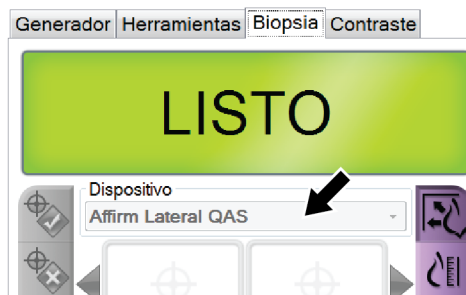 Generador Herramientas Biopsia Contraste
LISTO
Dispositivo
Affirm Lateral QAS